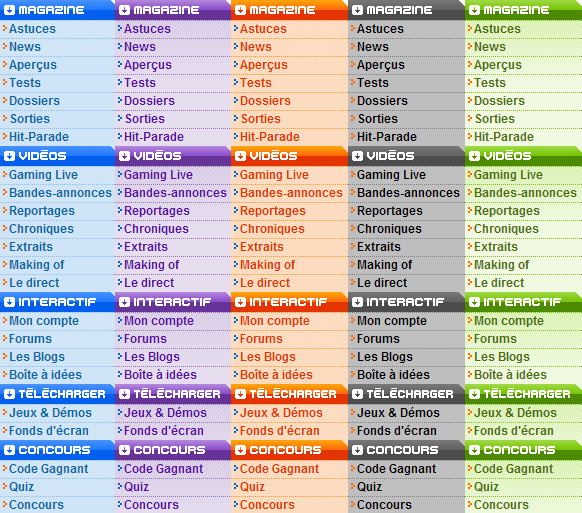 MAGAZINE MAGAZINE MAGAZINE MAGAZINE MAGAZINE
Astuces Astuces Astuces Astuces Astuces
News News News News News
Aperçus Aperçus Aperçus Aperçus Aperçus
Tests Tests Tests Tests Tests
Dossiers Dossiers Dossiers Dossiers Dossiers
Sorties Sorties Sorties Sorties Sorties
Hit-Parade Hit-Parade Hit-Parade Hit-Parade Hit-Parade
VIDÉOS VIDÉOS VIDÉOS VIDÉOS VIDÉOS
Gaming Live Gaming Live Gaming Live Gaming Live Gaming Live
Bandes-annonces Bandes-annonces Bandes-annonces Bandes-annonces Bandes-annonces
Reportages Reportages Reportages Reportages Reportages
Chroniques Chroniques Chroniques Chroniques Chroniques
Extraits Extraits Extraits Extraits Extraits
Making of Making of Making of Making of Making of
Le direct Le direct Le direct Le direct Le direct
INTERACTIF INTERACTIF INTERACTIF INTERACTIF INTERACTIF
Mon compte Mon compte Mon compte Mon compte Mon compte
Forums Forums Forums Forums Forums
Les Blogs Les Blogs Les Blogs Les Blogs Les Blogs
Boîte à idées Boîte à idées Boîte à idées Boîte à idées Boîte à idées
TÉLÉCHARGER TÉLÉCHARGER TÉLÉCHARGER TÉLÉCHARGER TÉLÉCHARGER
Jeux & Démos Jeux & Démos Jeux & Démos Jeux & Démos Jeux & Démos
Fonds d'écran Fonds d'écran Fonds d'écran Fonds d'écran Fonds d'écran
CONCOURS CONCOURS CONCOURS CONCOURS CONCOURS
Code Gagnant Code Gagnant Code Gagnant Code Gagnant Code Gagnant
Quiz Quiz Quiz Quiz Quiz
Concours Concours Concours Concours Concours